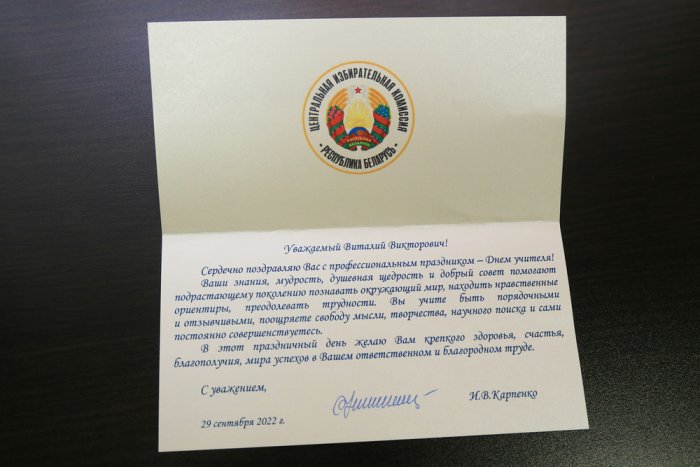 ЦЕНТРАЛЬНАЯ ИЗБИРАТЕЛЬНАЯ КОМИССИЯ
• РЕСПУБЛИКА БЕЛАРУСЬ •
РЕСПУБЛИКА
БЕЛАРУСЬ
Уважаемый Виталий Викторович!
Сердечно поздравляю Вас с профессиональным праздником – Днем учителя!
Ваши знания, мудрость, душевная щедрость и добрый совет помогают
подрастающему поколению познавать окружающий мир, находить нравственные
ориентиры, преодолевать трудности. Вы учите быть порядочными
и отзывчивыми, поощряете свободу мысли, творчества, научного поиска и сами
постоянно совершенствуетесь.
В этот праздничный день желаю Вам крепкого здоровья, счастья,
благополучия, мира успехов в Вашем ответственном и благородном труде.
С уважением,
И.В.Карпенко
29 сентября 2022 г.